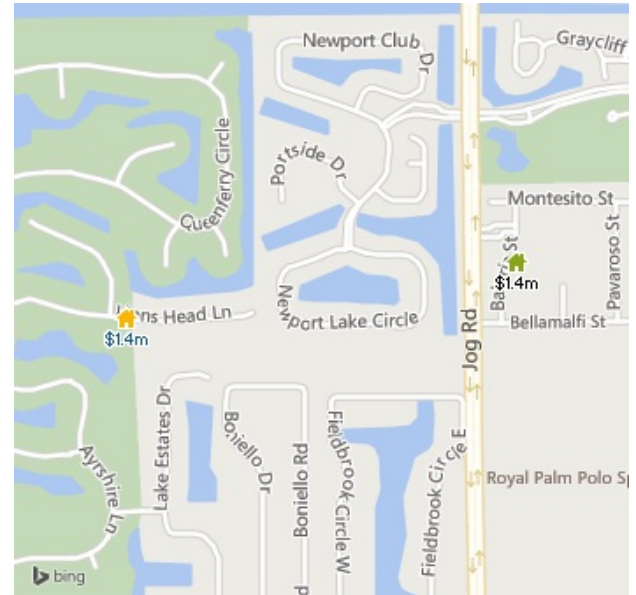 Newport Club Dr
Graycliff
Queenferry Circle
Portside Dr
Montesito St
Pavaroso St
$1.4m
Head Ln
$1.4m
Newport Lake Circle
Bellamalfi St
Jog Rd
Lake Estates Dr
Boniello Dr
Boniello Rd
Fieldbrook Circle W
Fieldbrook Circle E
Ayrshire Ln
Royal Palm Polo Sp
bing